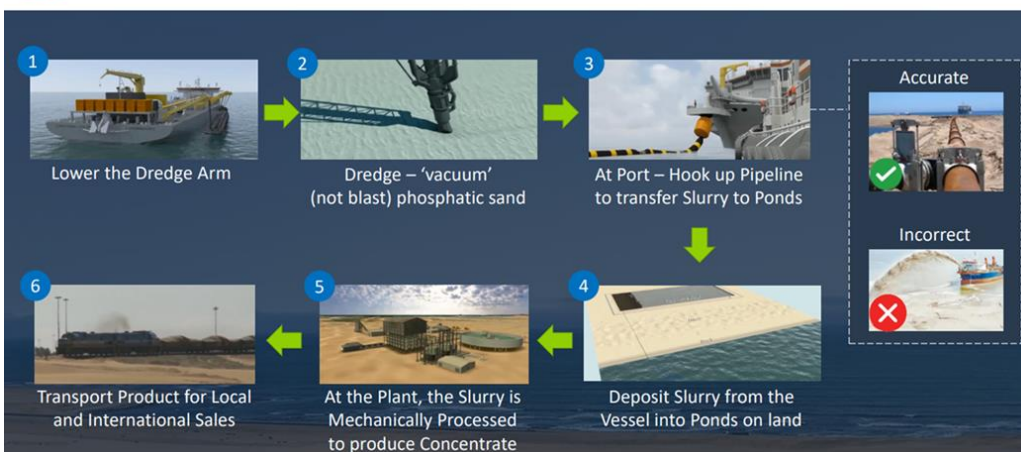 1
Lower the Dredge Arm
2
Dredge – ‘vacuum’
(not blast) phosphatic sand
3
At Port – Hook up Pipeline
to transfer Slurry to Ponds
Accurate
Incorrect
4
Deposit Slurry from the
Vessel into Ponds on land
5
At the Plant, the Slurry is
Mechanically Processed
to produce Concentrate
6
Transport Product for Local
and International Sales